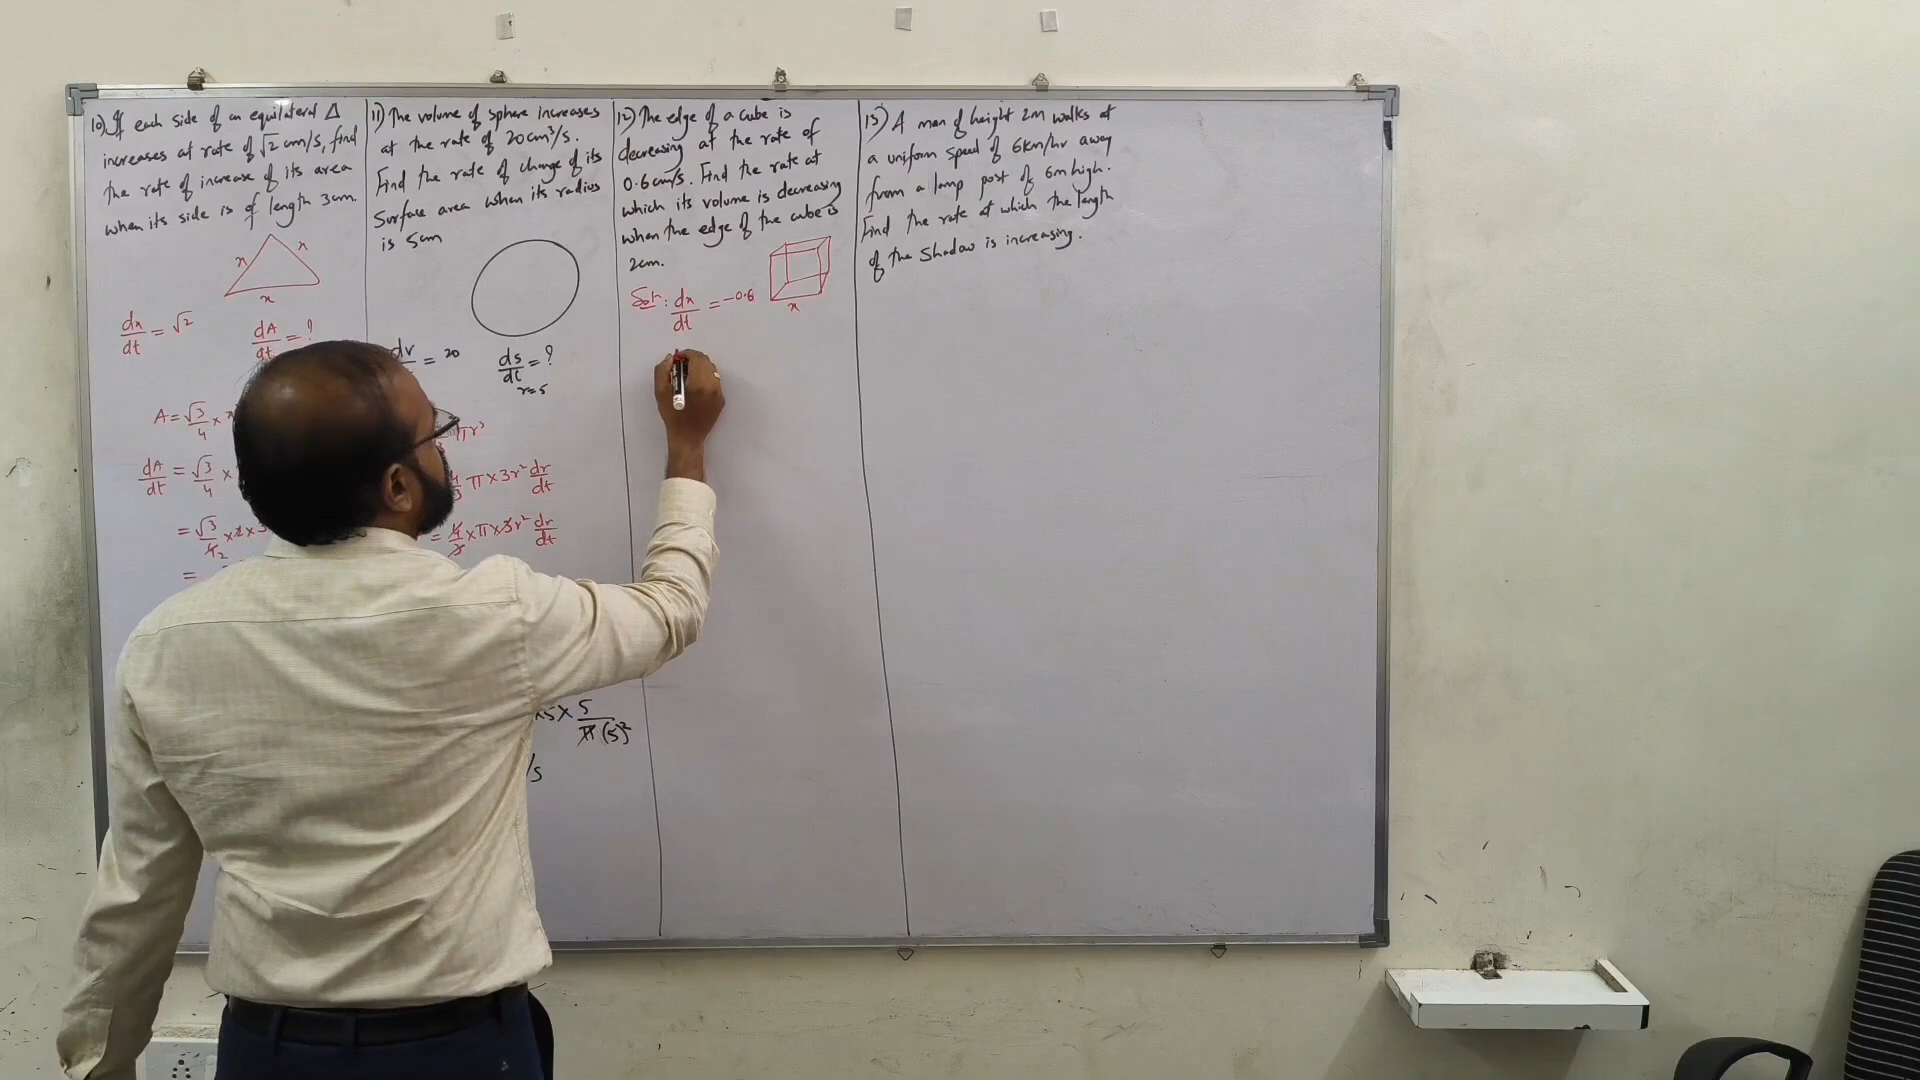 10) If each side of an equilateral Δ
increases at rate of √2 cm/s, find
the rate of increase of its area
when its side is of length 3cm.
x
x
x
dx/dt = √2
dA/dt = ?
A = √3/4 ×
dA/dt = √3/4 ×
= √3/4 2 × 2 × 3
=
11) The volume of sphere increases
at the rate of 20 cm³/s.
Find the rate of change of its
Surface area when its radius
is 5cm
dv = 20
ds/dt = ?
r=5
πr³
4/3 π × 3r² dr/dt
= 4/3 × π × 3r² dr/dt
×5× 5/π(5)²
/s
12) The edge of a cube is
decreasing at the rate of
0.6cm/s. Find the rate at
which its volume is decreasing
when the edge of the cube is
2cm.
x
Sol: dx/dt = -0.6
13) A man of height 2m walks at
a uniform speed of 6km/hr away
from a lamp post of 6m high.
Find the rate at which the length
of the Shadow is increasing.